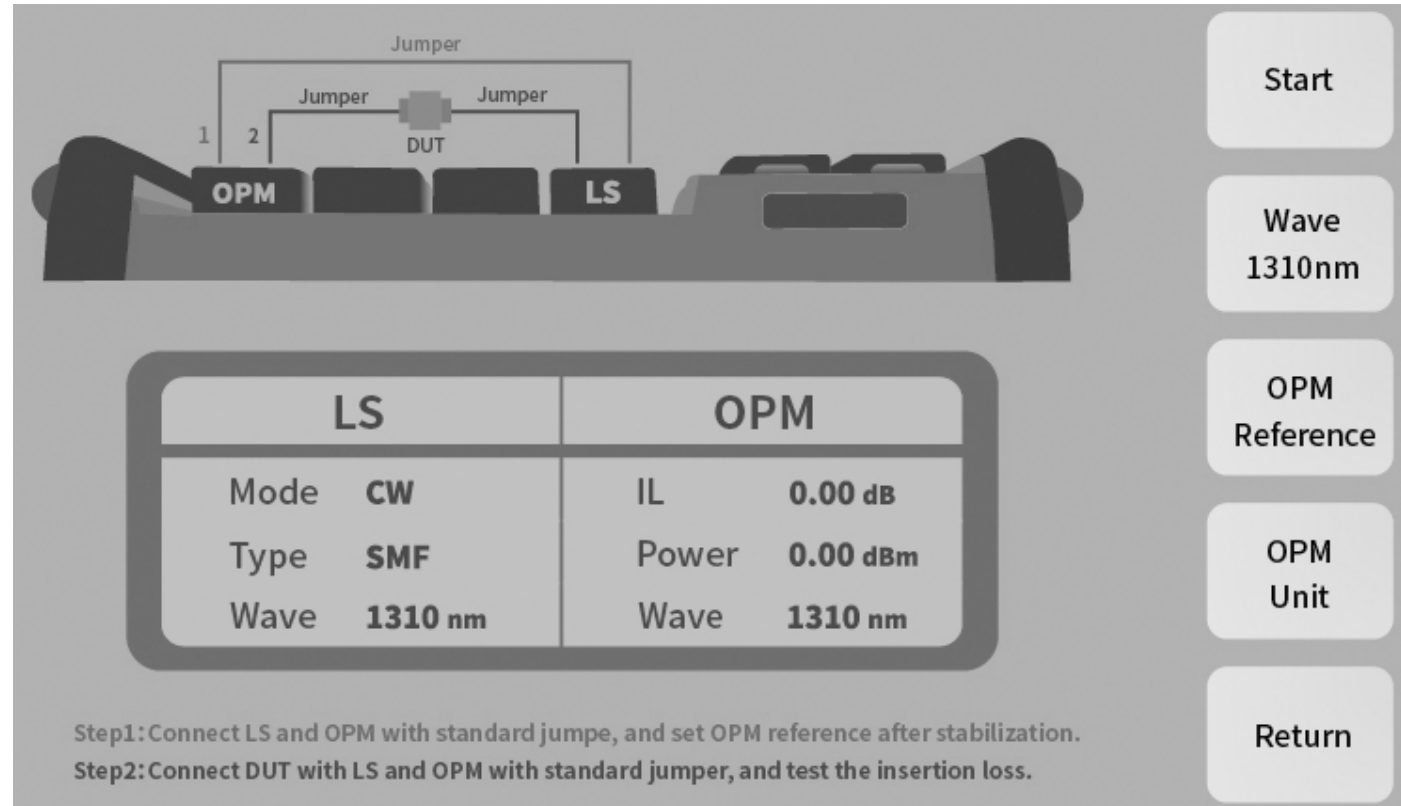 Jumper
Start
Jumper
Jumper
1
2
DUT
OPM
LS
Wave
1310nm
OPM
Reference
LS
OPM
Mode CW
IL 0.00 dB
Type SMF
Power 0.00 dBm
Wave 1310 nm
Wave 1310 nm
OPM
Unit
Step1:Connect LS and OPM with standard jumpe, and set OPM reference after stabilization.
Step2:Connect DUT with LS and OPM with standard jumper, and test the insertion loss.
Return